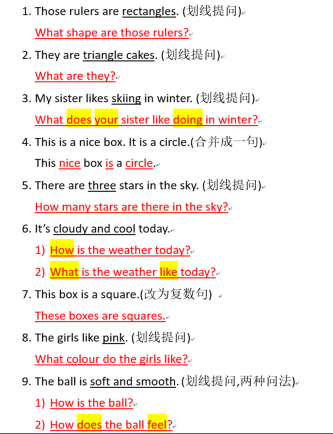 1. Those rulers are rectangles. (划线提问)
What shape are those rulers?
2. They are triangle cakes. (划线提问)
What are they?
3. My sister likes skiing in winter. (划线提问)
What does your sister like doing in winter?
4. This is a nice box. It is a circle.(合并成一句)
This nice box is a circle.
5. There are three stars in the sky. (划线提问)
How many stars are there in the sky?
6. It's cloudy and cool today.
1) How is the weather today?
2) What is the weather like today?
7. This box is a square.(改为复数句)
These boxes are squares.
8. The girls like pink. (划线提问)
What colour do the girls like?
9. The ball is soft and smooth. (划线提问,两种问法)
1) How is the ball?
2) How does the ball feel?